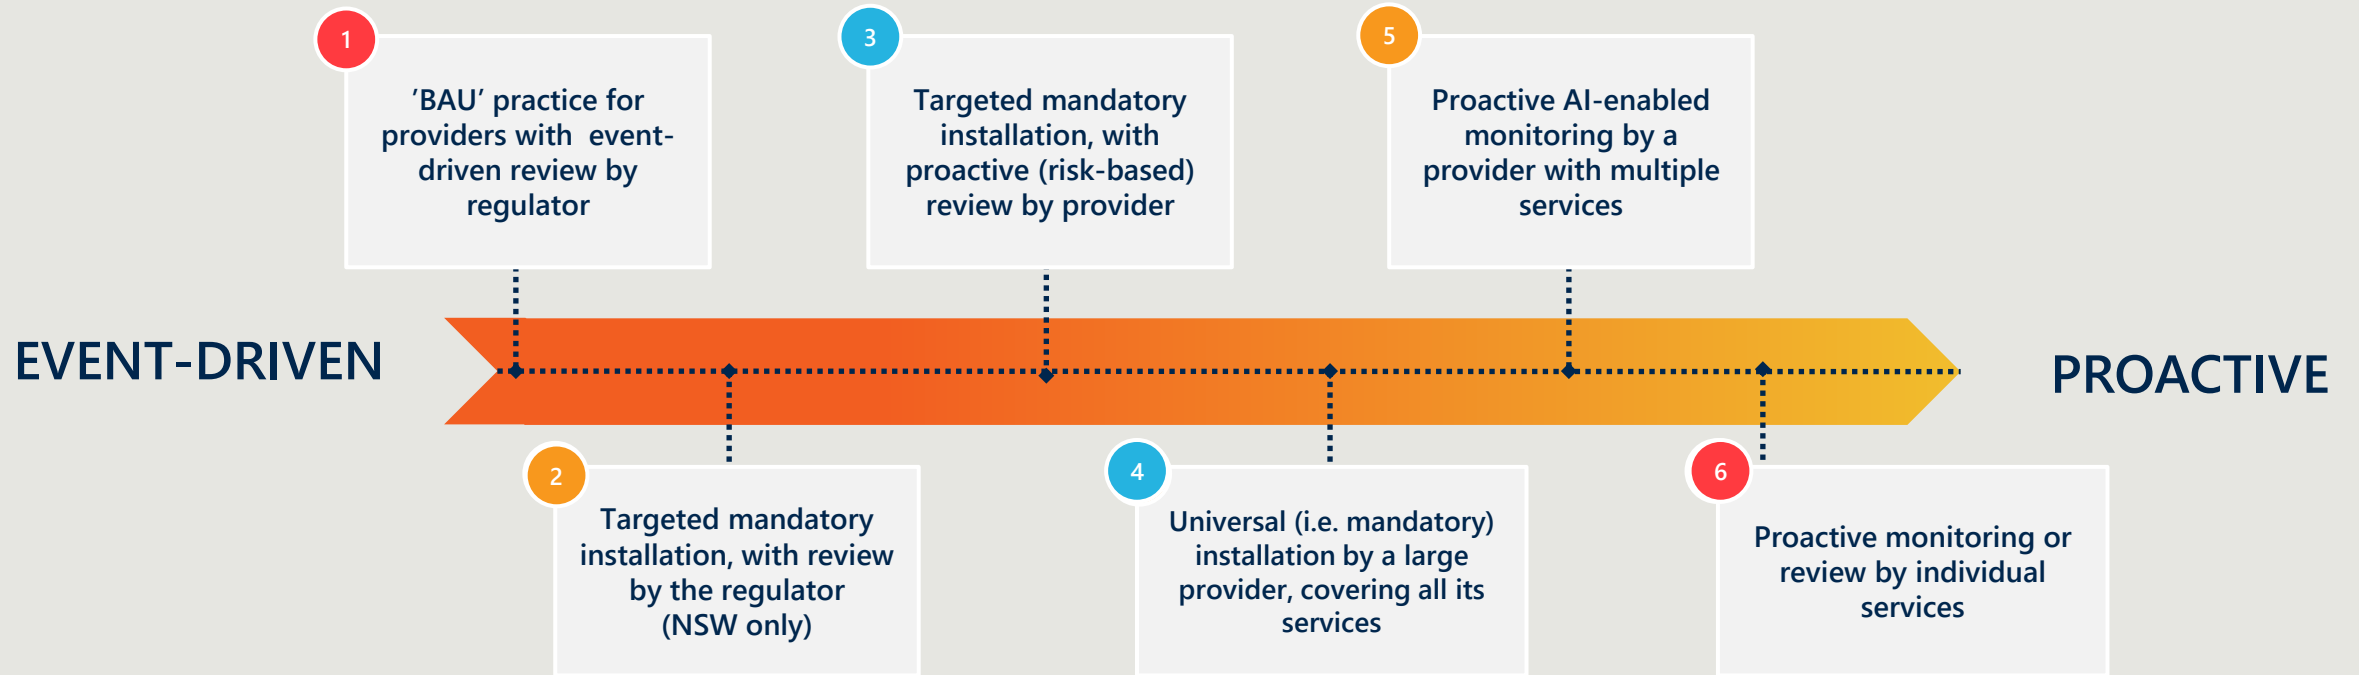 EVENT-DRIVEN
1
’BAU’ practice for
providers with  event-
driven review by
regulator
2
Targeted mandatory
installation, with review
by the regulator
(NSW only)
3
Targeted mandatory
installation, with
proactive (risk-based)
review by provider
4
Universal (i.e. mandatory)
installation by a large
provider, covering all its
services
5
Proactive AI-enabled
monitoring by a
provider with multiple
services
6
Proactive monitoring or
review by individual
services
PROACTIVE